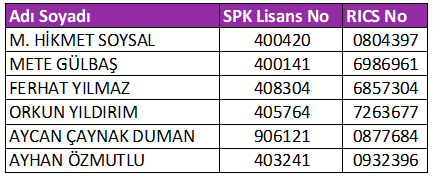 Adı Soyadı SPK Lisans No RICS No
M. HİKMET SOYSAL 400420 0804397
METE GÜLBAŞ 400141 6986961
FERHAT YILMAZ 408304 6857304
ORKUN YILDIRIM 405764 7263677
AYCAN ÇAYNAK DUMAN 906121 0877684
AYHAN ÖZMUTLU 403241 0932396